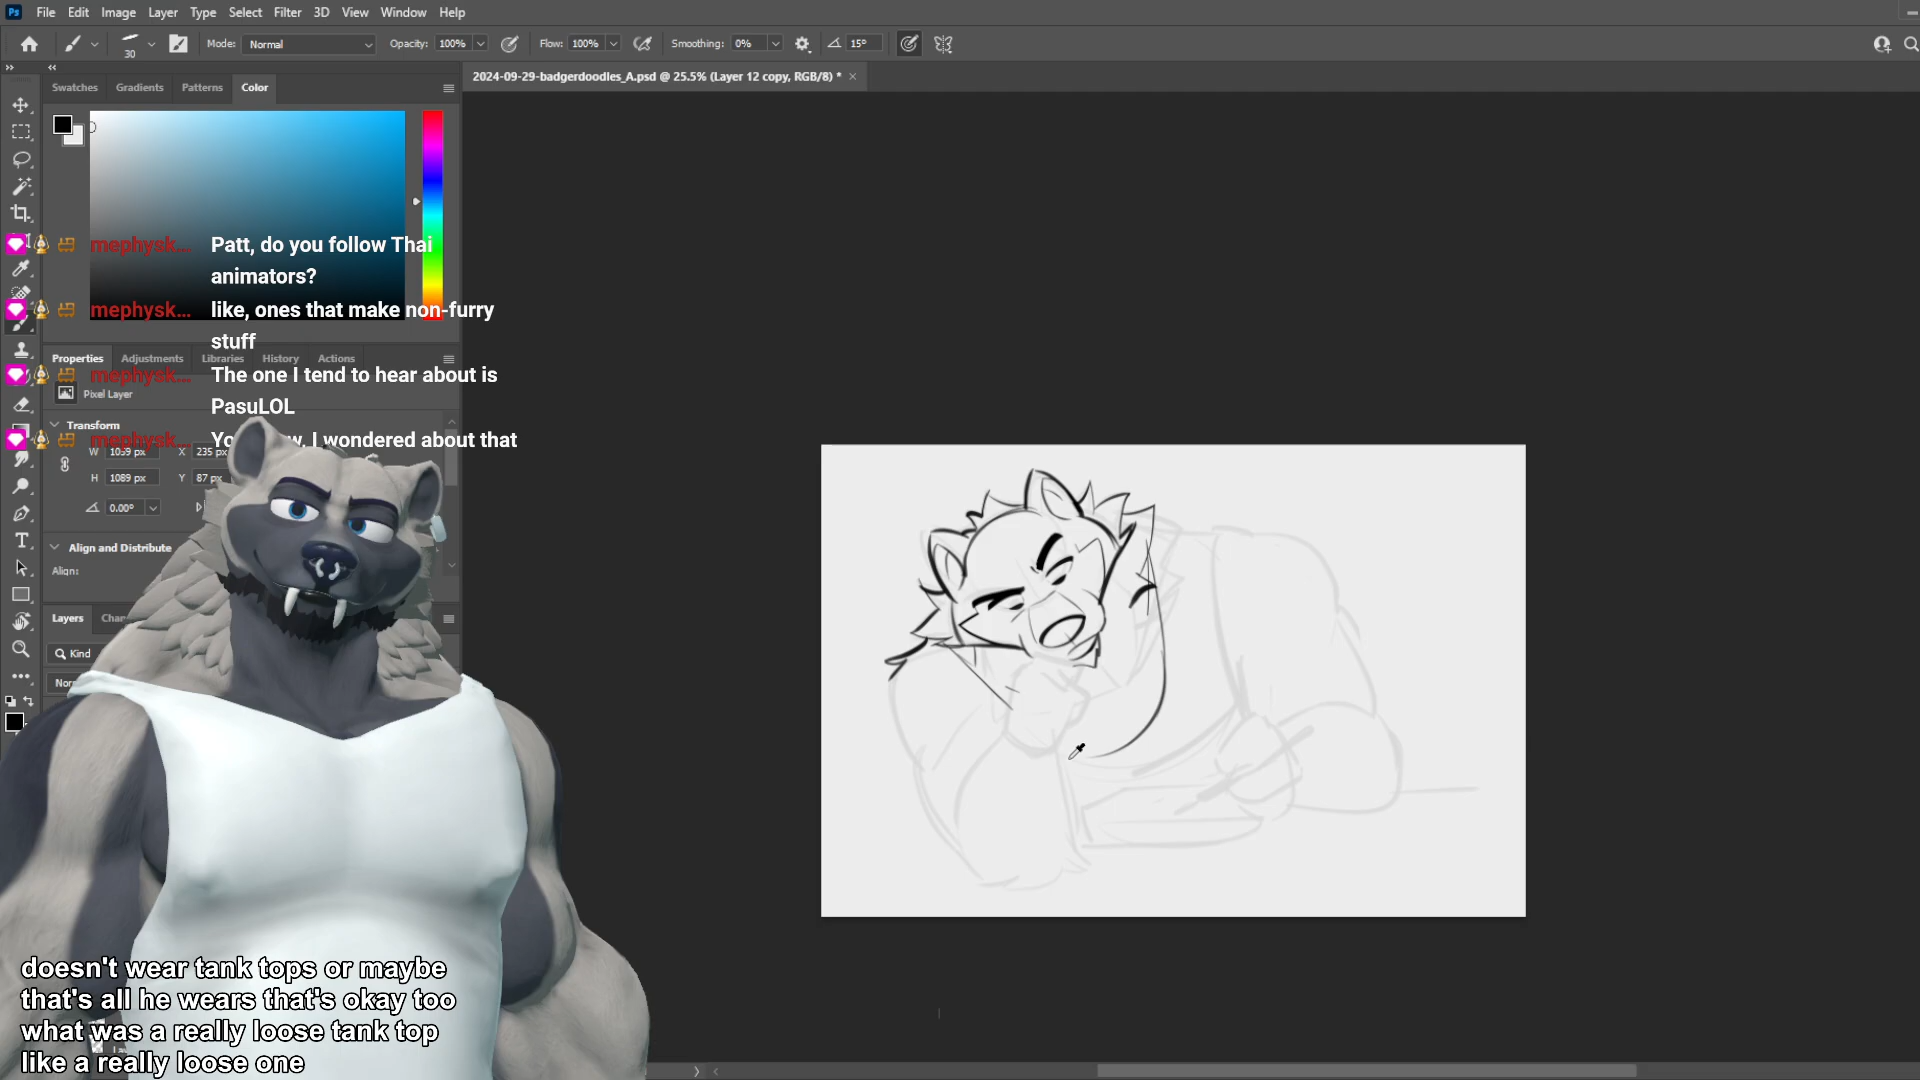 Ps File Edit Image Layer Type Select Filter 3D View Window Help
30 Mode: Normal Opacity: 100% Flow: 100% Smoothing: 0% 15°
2024-09-29-badgerdoodles_A.psd @ 25.5% (Layer 12 copy, RGB/8) *
Swatches Gradients Patterns Color
mephysk... Patt, do you follow Thai
animators?
mephysk... like, ones that make non-furry
stuff
Properties Adjustments Libraries History Actions
mephysk... The one I tend to hear about is
Pixel Layer
PasuLOL
Transform
mephysk... I wondered about that
W 1039 px X 235 px
H 1089 px Y 87 px
0.00°
Align and Distribute
Align:
Layers
Kind
doesn't wear tank tops or maybe
that's all he wears that's okay too
what was a really loose tank top
like a really loose one